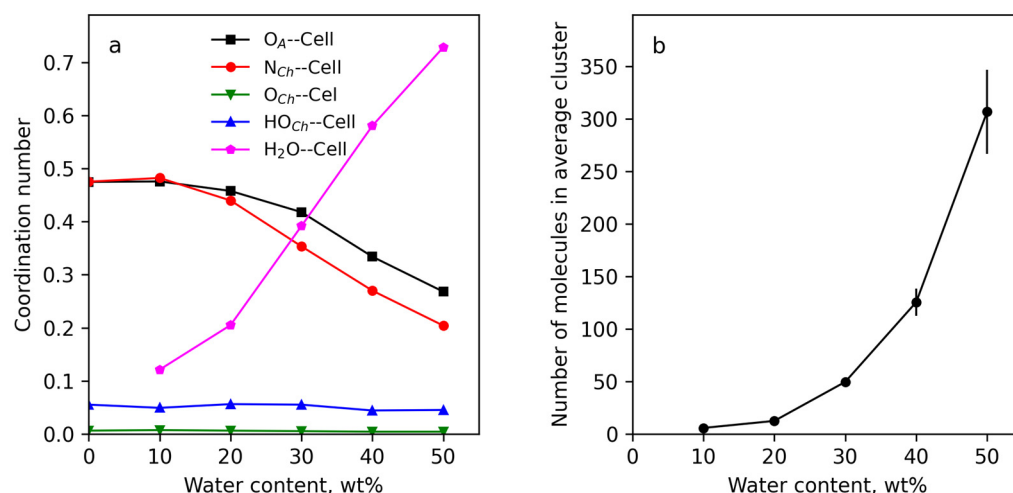 a
O_A--Cell
N_Ch--Cell
O_Ch--Cel
HO_Ch--Cell
H₂O--Cell
Coordination number
0.7
0.6
0.5
0.4
0.3
0.2
0.1
0.0
0 10 20 30 40 50
Water content, wt%
b
Number of molecules in average cluster
350
300
250
200
150
100
50
0
0 10 20 30 40 50
Water content, wt%